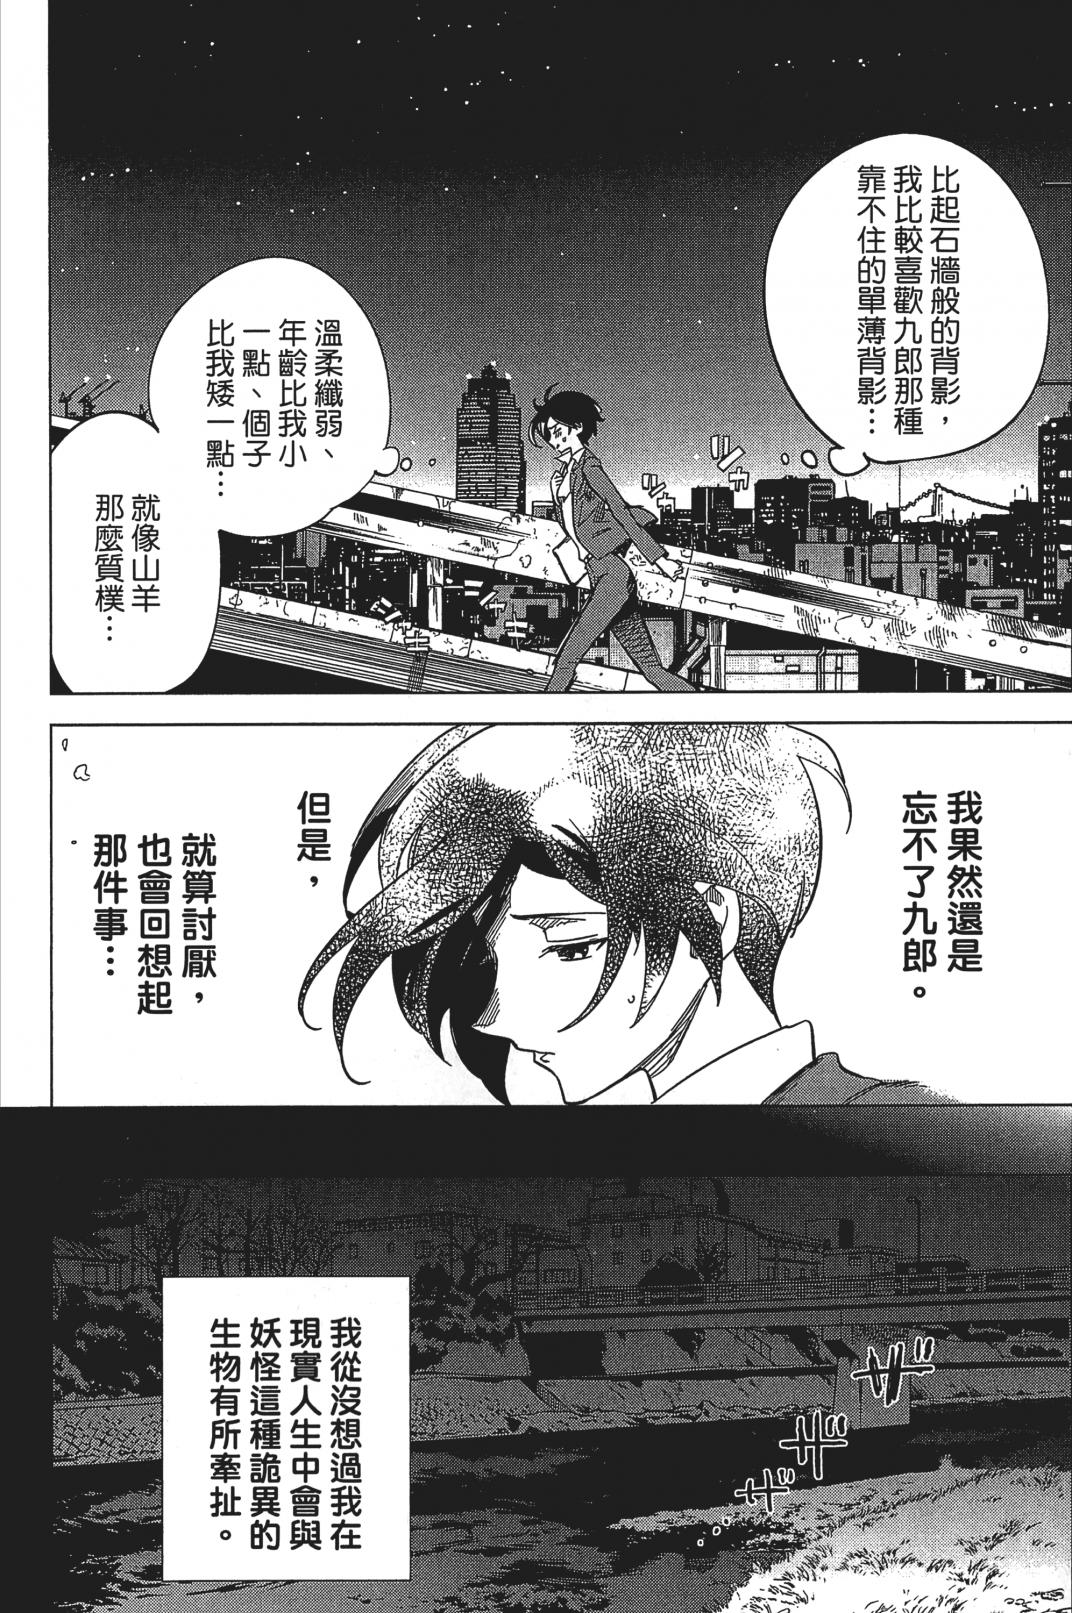 比起石牆般的背影，
我比較喜歡九郎那種
靠不住的單薄背影…
溫柔纖弱、
年齡比我小
一點、個子
比我矮一點…
就像山羊
那麼質樸…
我果然還是
忘不了九郎。
但是，
就算討厭，
也會回想起
那件事…
我從沒想過我在
現實人生中會與
妖怪這種詭異的
生物有所牽扯。
ザ
ザ
ザ